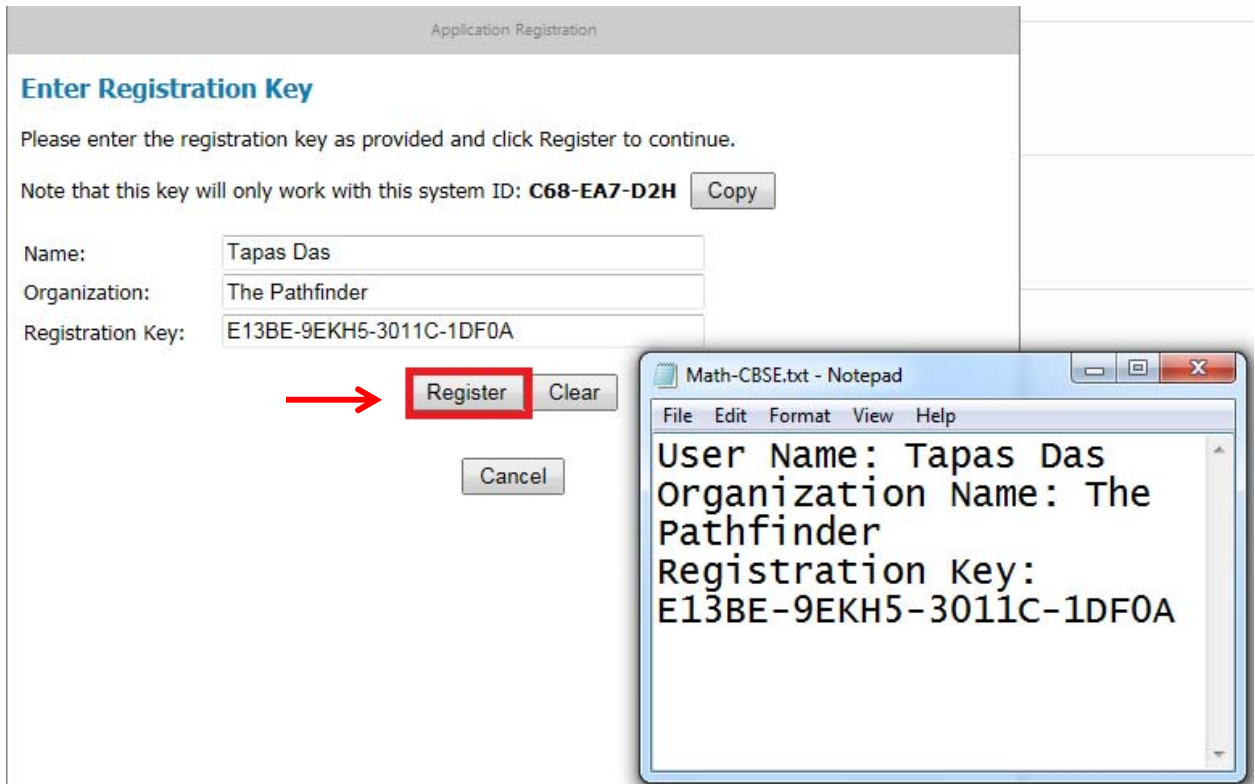 Application Registration
Enter Registration Key
Please enter the registration key as provided and click Register to continue.
Note that this key will only work with this system ID: C68-EA7-D2H Copy
Name: Tapas Das
Organization: The Pathfinder
Registration Key: E13BE-9EKH5-3011C-1DF0A
Register Clear
Cancel
Math-CBSE.txt - Notepad
File Edit Format View Help
User Name: Tapas Das
Organization Name: The
Pathfinder
Registration Key:
E13BE-9EKH5-3011C-1DF0A